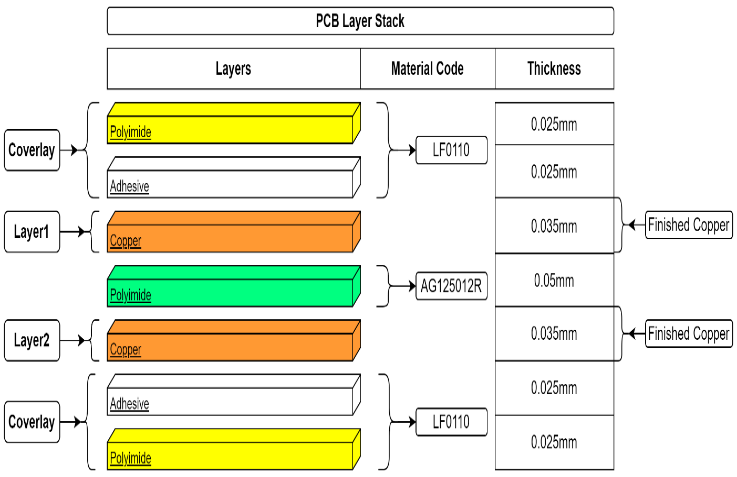 PCB Layer Stack
Layers Material Code Thickness
Polyimide 0.025mm
Coverlay LF0110
Adhesive 0.025mm
Layer1 Copper 0.035mm Finished Copper
Polyimide AG125012R 0.05mm
Layer2 Copper 0.035mm Finished Copper
Adhesive 0.025mm
Coverlay LF0110
Polyimide 0.025mm